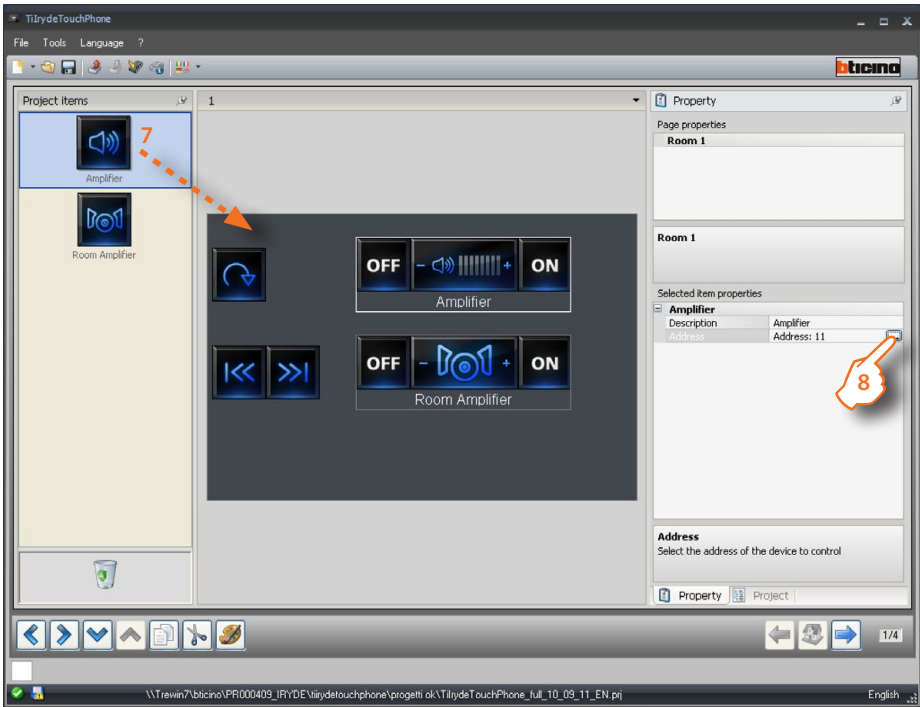 TiIrydeTouchPhone
File Tools Language ?
bticino
Project items
1
Property
7
Amplifier
Room Amplifier
OFF - + ON
Amplifier
OFF - + ON
Room Amplifier
Page properties
Room 1
Room 1
Selected item properties
Amplifier
Description Amplifier
Address Address: 11
8
Address
Select the address of the device to control
Property Project
1/4
\\Trewin7\bticino\PR000409_IRYDE\tiirydetouchphone\progetti ok\TiIrydeTouchPhone_full_10_09_11_EN.prj
English